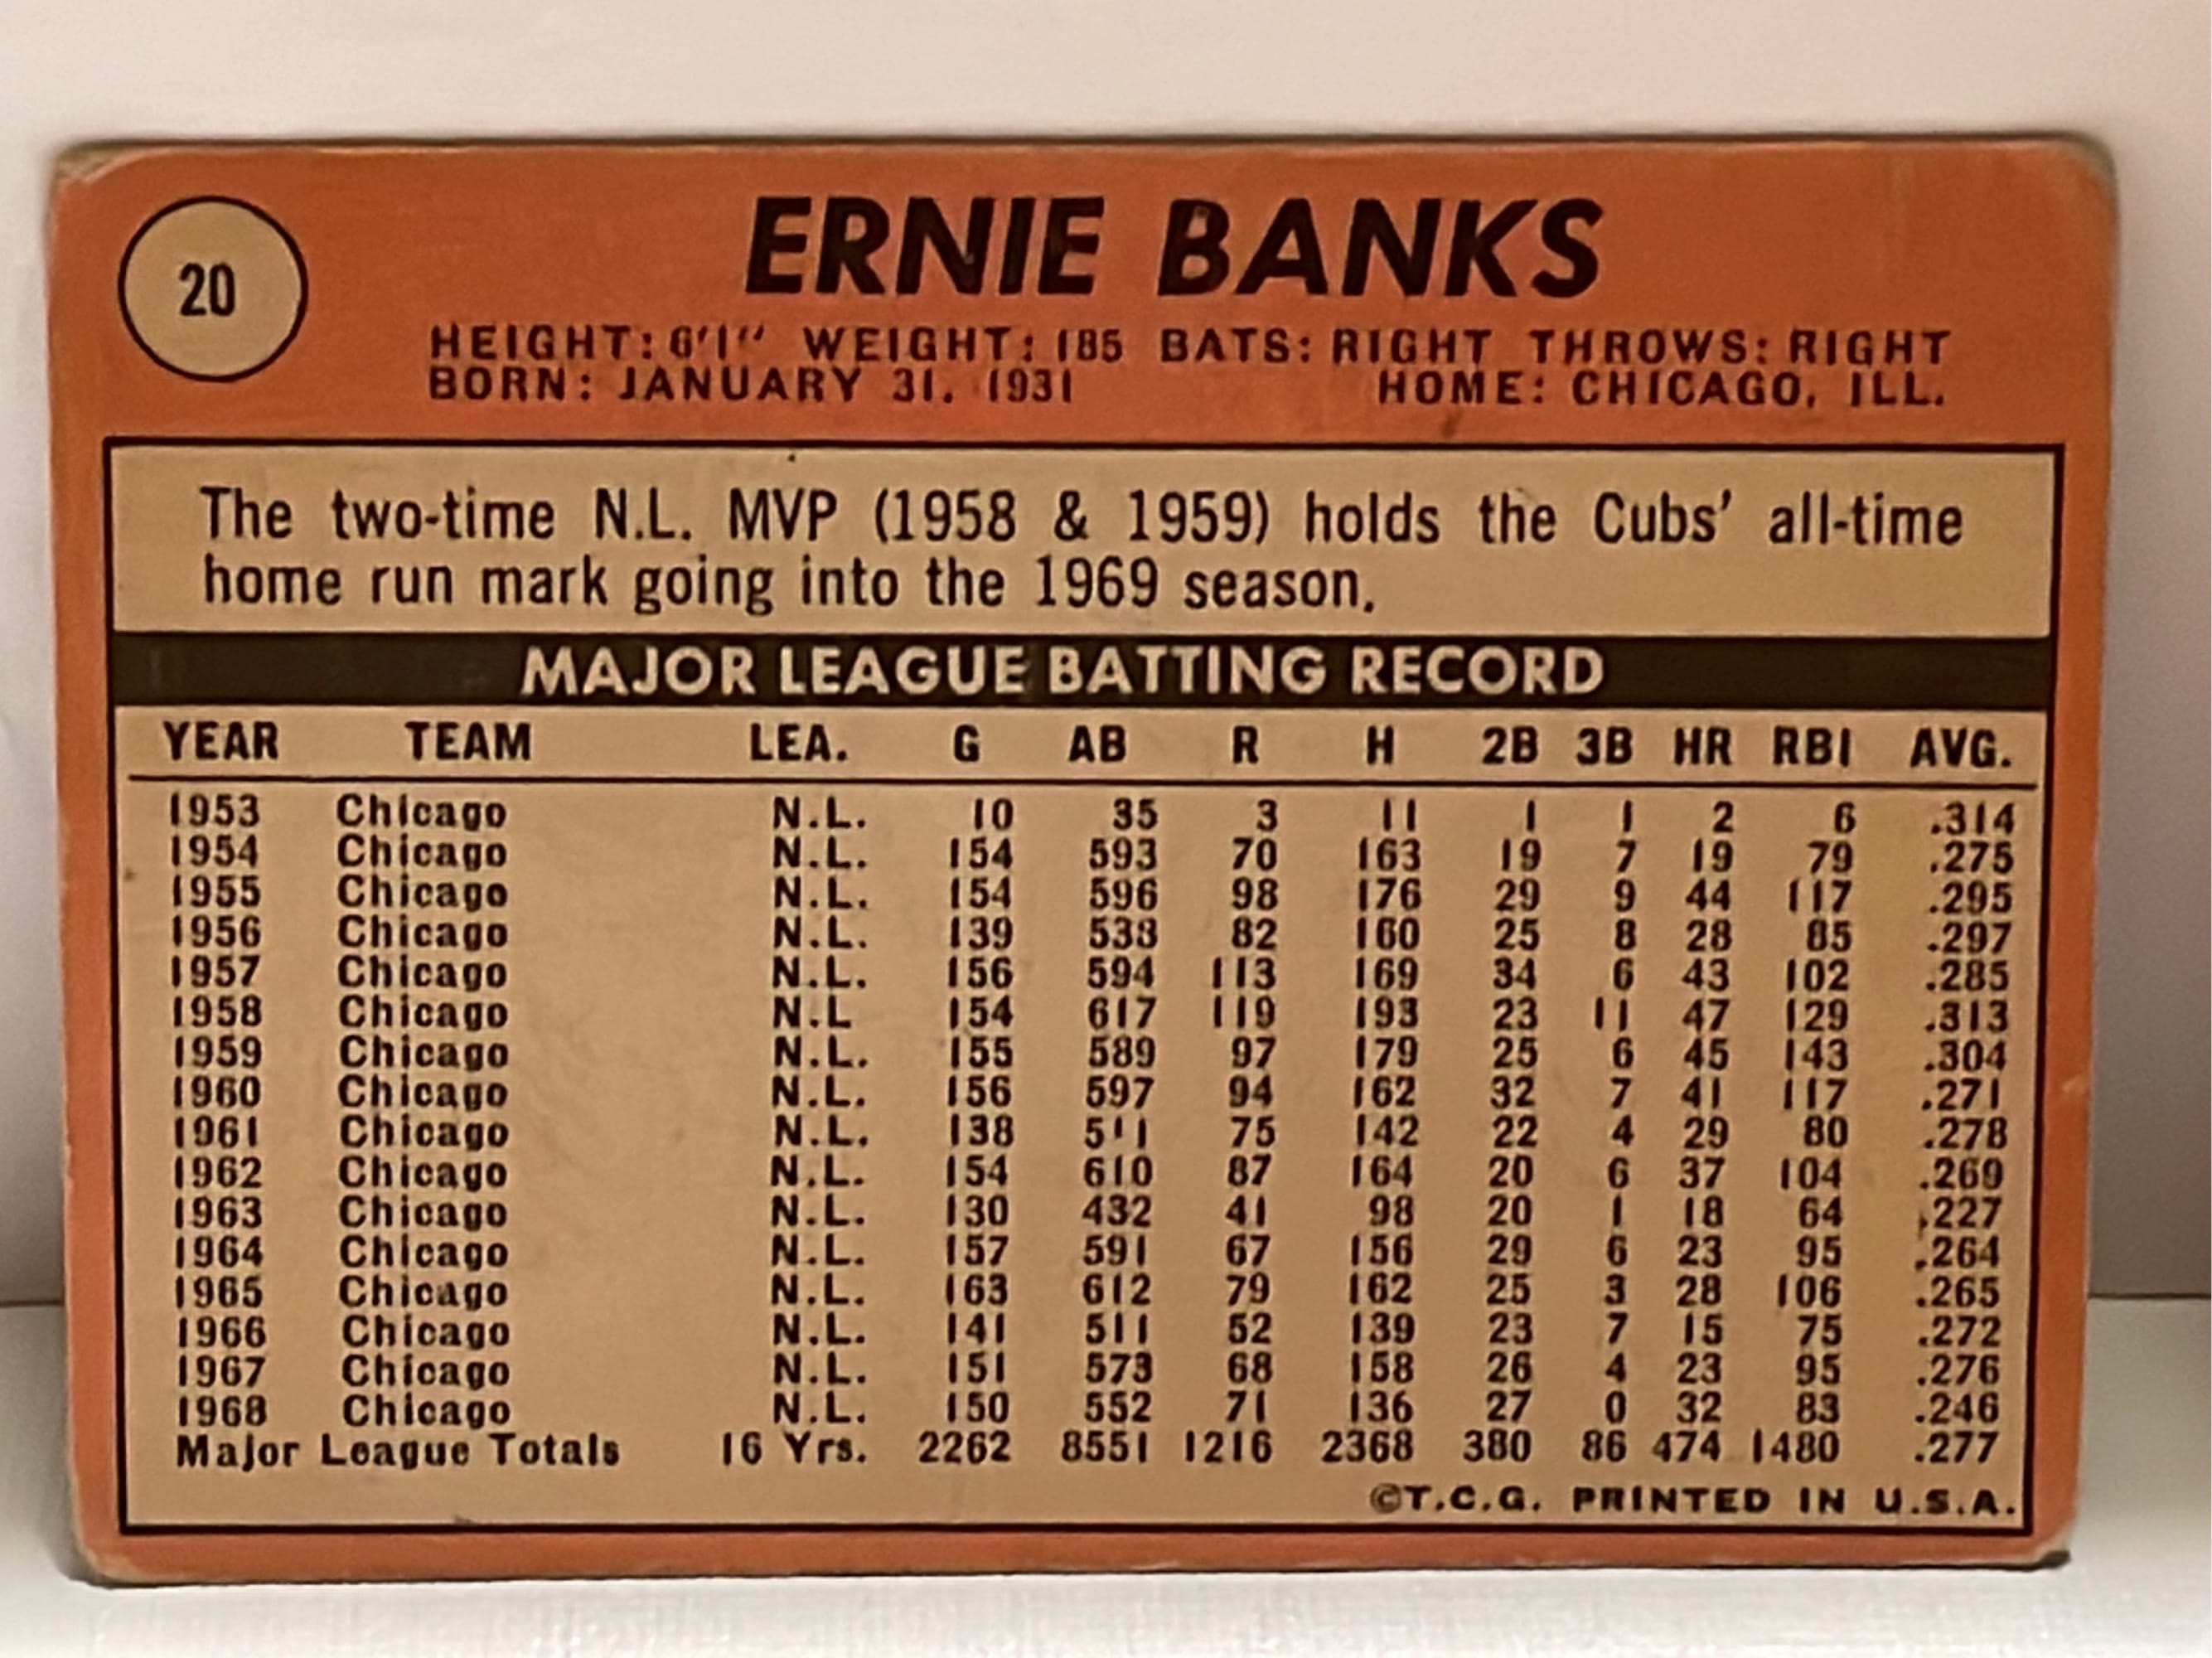 20
ERNIE BANKS
HEIGHT: 6'1" WEIGHT: 185 BATS: RIGHT THROWS: RIGHT
BORN: JANUARY 31, 1931 HOME: CHICAGO, ILL.
The two-time N.L. MVP (1958 & 1959) holds the Cubs' all-time
home run mark going into the 1969 season.
MAJOR LEAGUE BATTING RECORD
YEAR TEAM LEA. G AB R H 2B 3B HR RBI AVG.
1953 Chicago N.L. 10 35 3 11 1 1 2 6 .314
1954 Chicago N.L. 154 593 70 163 19 7 19 79 .275
1955 Chicago N.L. 154 596 98 176 29 9 44 117 .295
1956 Chicago N.L. 139 538 82 160 25 8 28 85 .297
1957 Chicago N.L. 156 594 113 169 34 6 43 102 .285
1958 Chicago N.L 154 617 119 193 23 11 47 129 .313
1959 Chicago N.L. 155 589 97 179 25 6 45 143 .304
1960 Chicago N.L. 156 597 94 162 32 7 41 117 .271
1961 Chicago N.L. 138 511 75 142 22 4 29 80 .278
1962 Chicago N.L. 154 610 87 164 20 6 37 104 .269
1963 Chicago N.L. 130 432 41 98 20 1 18 64 .227
1964 Chicago N.L. 157 591 67 156 29 6 23 95 .264
1965 Chicago N.L. 163 612 79 162 25 3 28 106 .265
1966 Chicago N.L. 141 511 52 139 23 7 15 75 .272
1967 Chicago N.L. 151 573 68 158 26 4 23 95 .276
1968 Chicago N.L. 150 552 71 136 27 0 32 83 .246
Major League Totals 16 Yrs. 2262 8551 1216 2368 380 86 474 1480 .277
©T.C.G. PRINTED IN U.S.A.